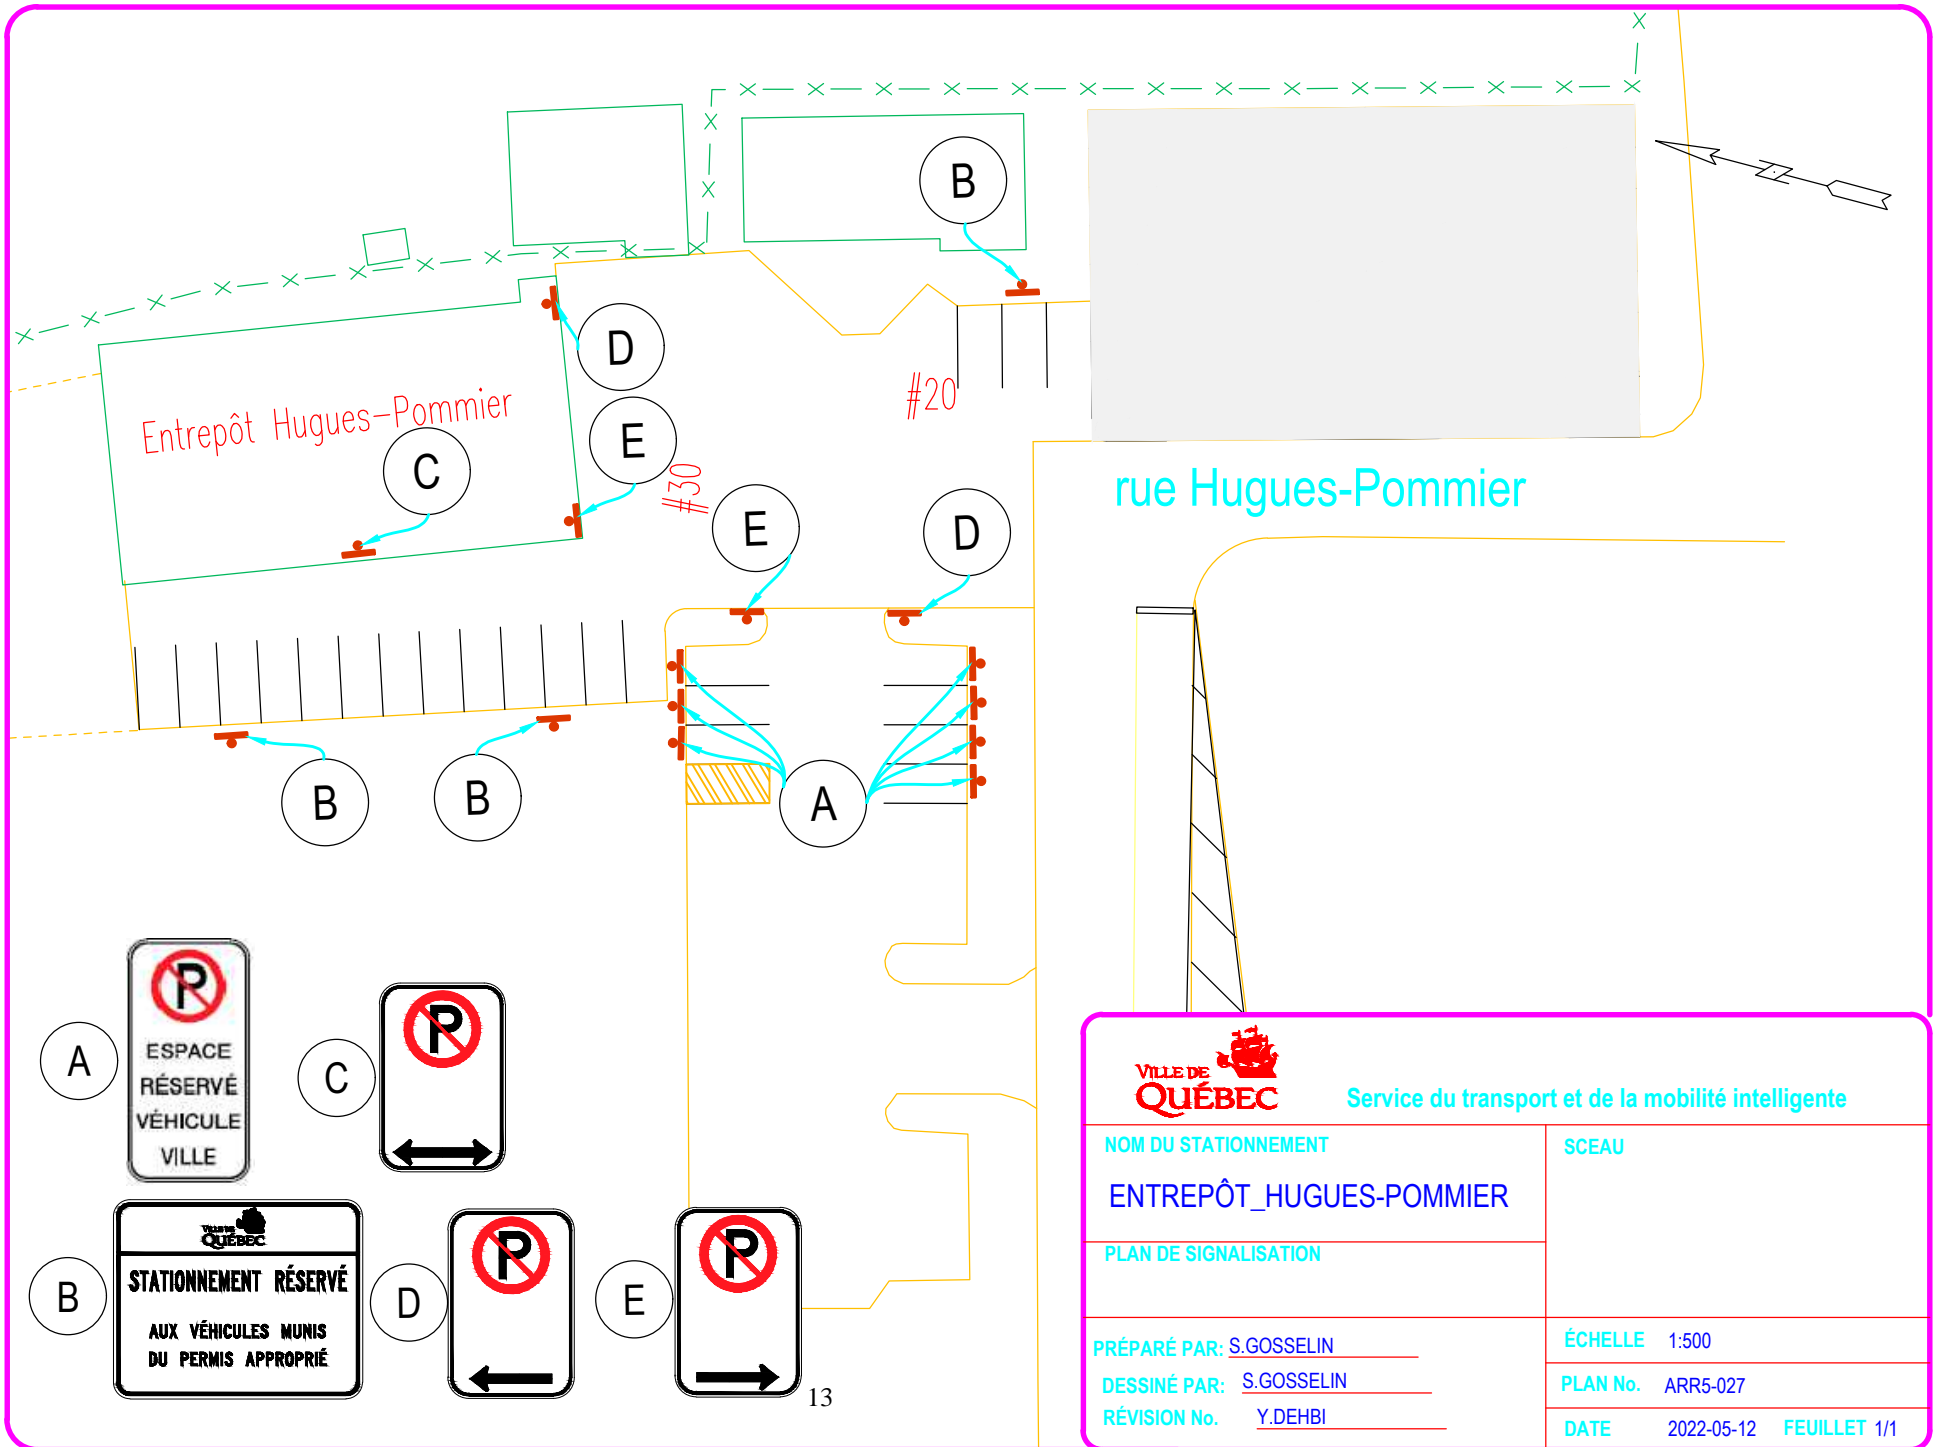 B
D
Entrepôt Hugues-Pommier
#20
E
C
#30
rue Hugues-Pommier
E
D
B
B
A
A
P
ESPACE
RÉSERVÉ
VÉHICULE
VILLE
C
P
B
VILLE DE
QUÉBEC
STATIONNEMENT RÉSERVÉ
AUX VÉHICULES MUNIS
DU PERMIS APPROPRIÉ
D
P
E
P
13
VILLE DE
QUÉBEC
Service du transport et de la mobilité intelligente
NOM DU STATIONNEMENT
ENTREPÔT_HUGUES-POMMIER
SCEAU
PLAN DE SIGNALISATION
PRÉPARÉ PAR: S.GOSSELIN
DESSINÉ PAR: S.GOSSELIN
RÉVISION No. Y.DEHBI
ÉCHELLE 1:500
PLAN No. ARR5-027
DATE 2022-05-12 FEUILLET 1/1